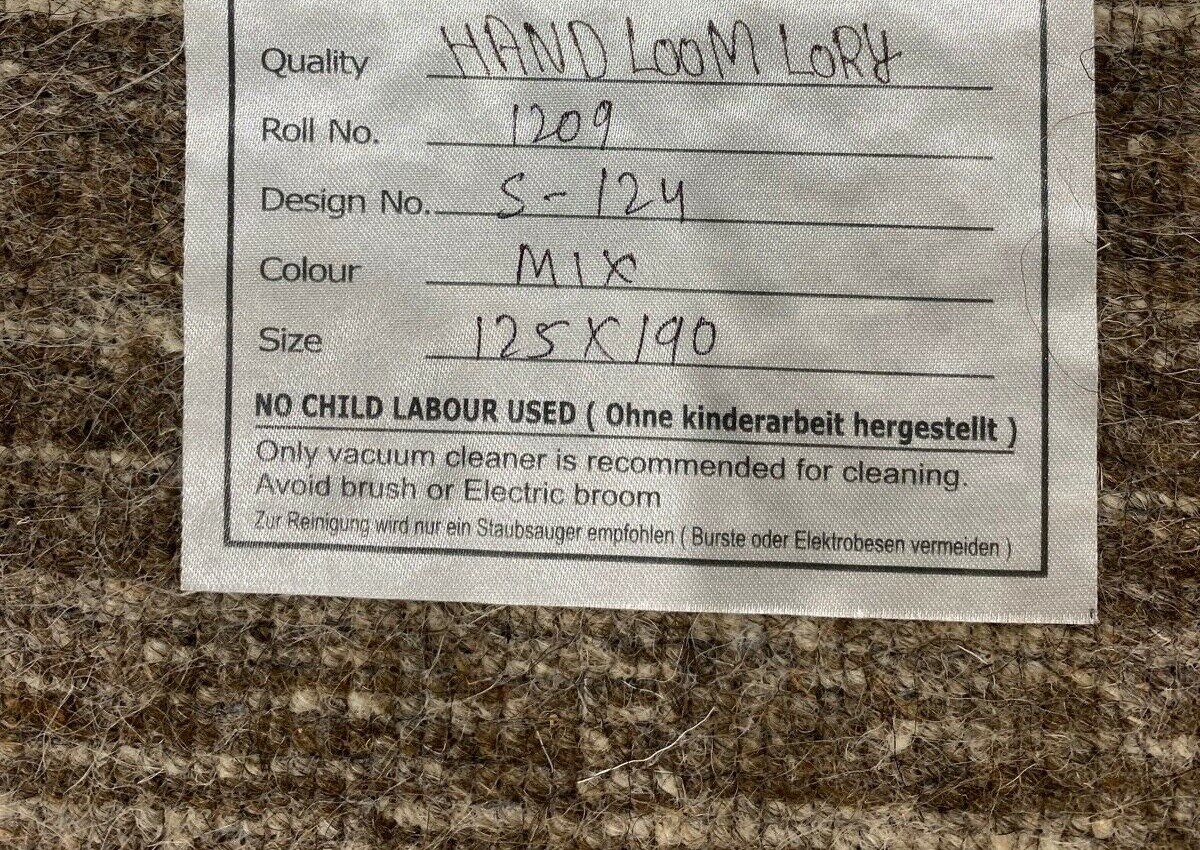 Quality HAND LOOM LORY
Roll No. 1209
Design No. S-124
Colour MIX
Size 125X190
NO CHILD LABOUR USED ( Ohne kinderarbeit hergestellt )
Only vacuum cleaner is recommended for cleaning.
Avoid brush or Electric broom
Zur Reinigung wird nur ein Staubsauger empfohlen ( Burste oder Elektrobesen vermeiden )